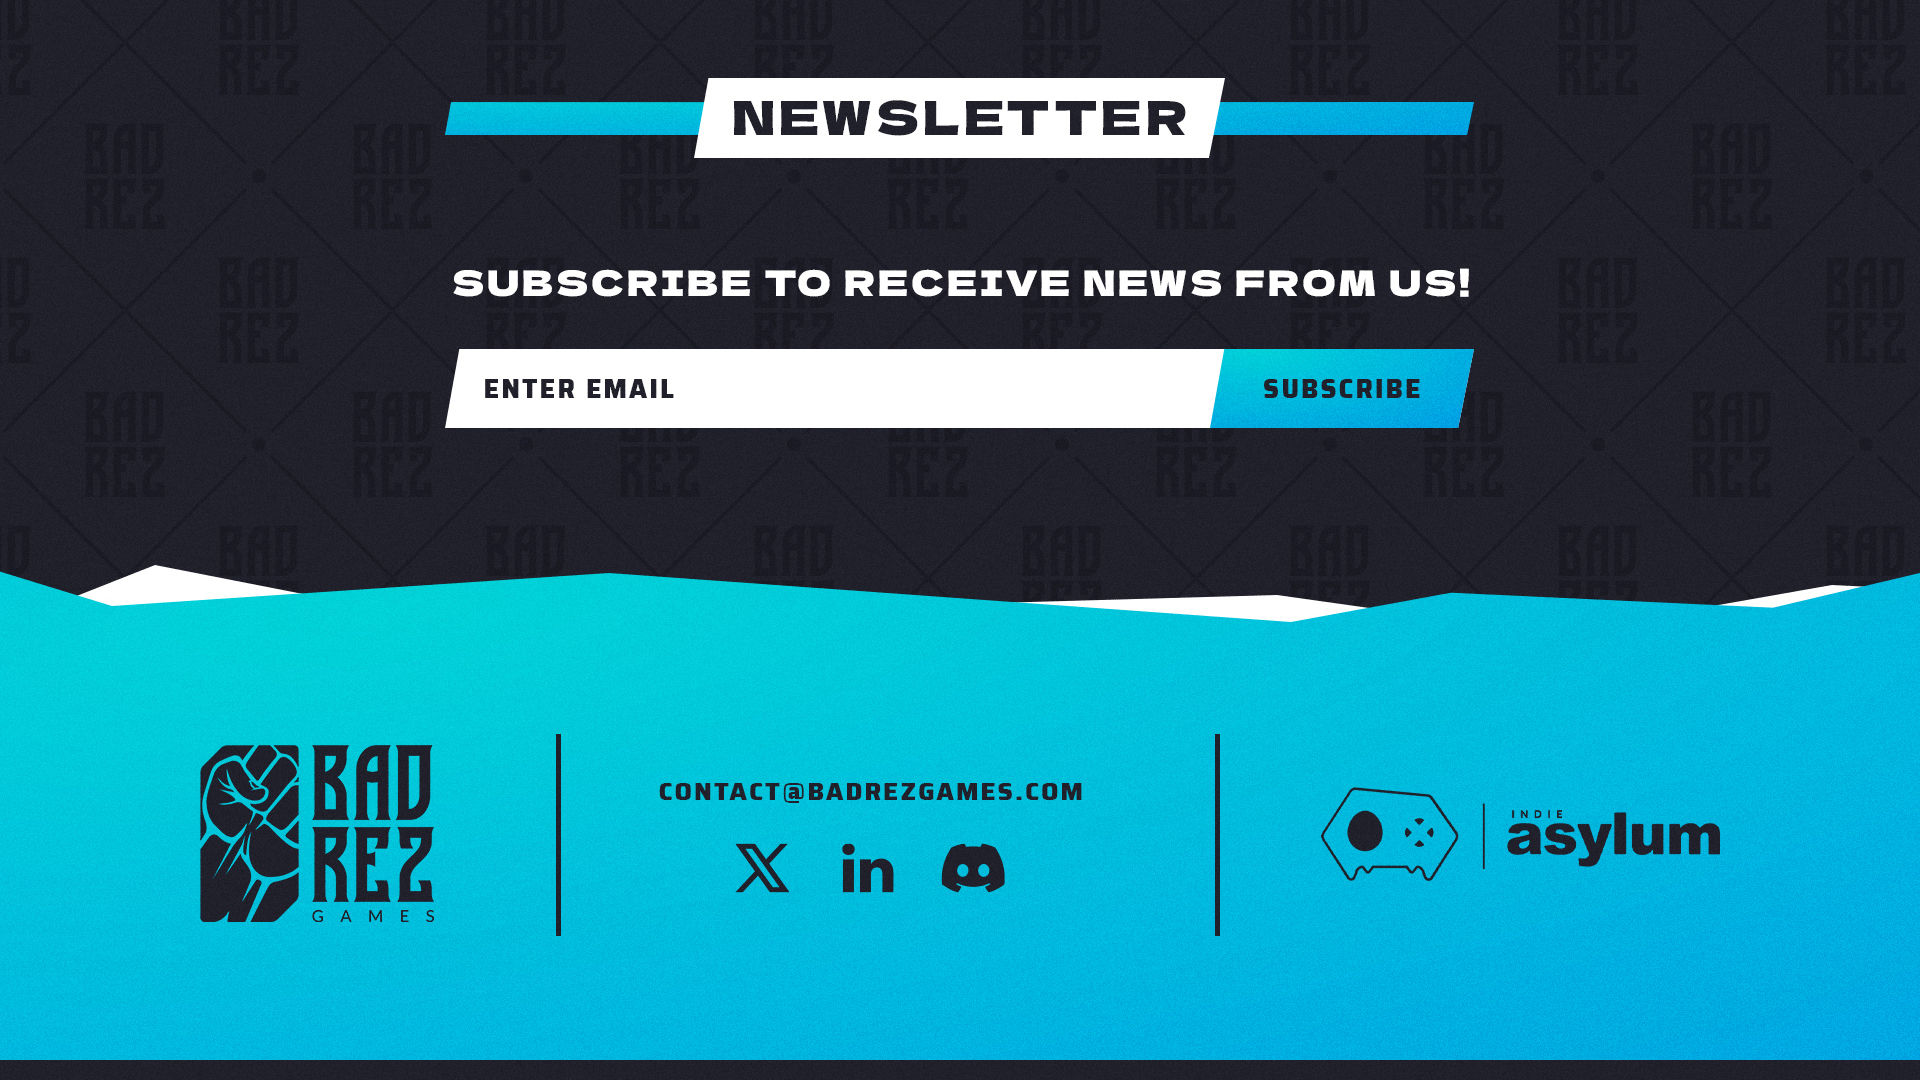 NEWSLETTER
SUBSCRIBE TO RECEIVE NEWS FROM US!
ENTER EMAIL
SUBSCRIBE
BAD
REZ
GAMES
CONTACT@BADREZGAMES.COM
INDIE
asylum